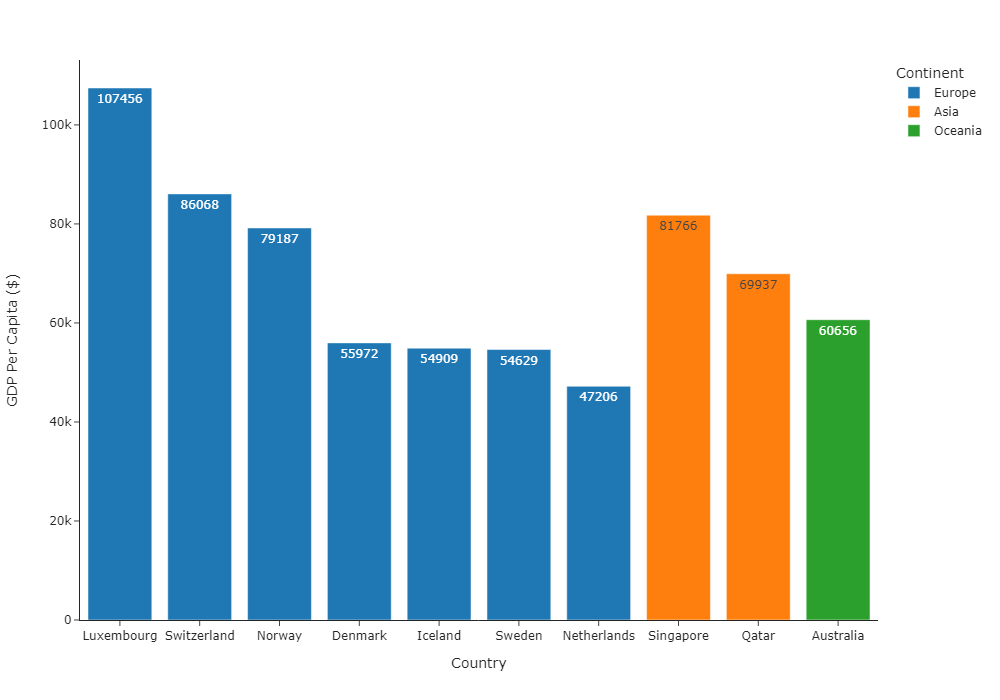 Continent
Europe
Asia
Oceania
GDP Per Capita ($)
100k
80k
60k
40k
20k
0
107456
86068
79187
55972
54909
54629
47206
81766
69937
60656
Luxembourg Switzerland Norway Denmark Iceland Sweden Netherlands Singapore Qatar Australia
Country